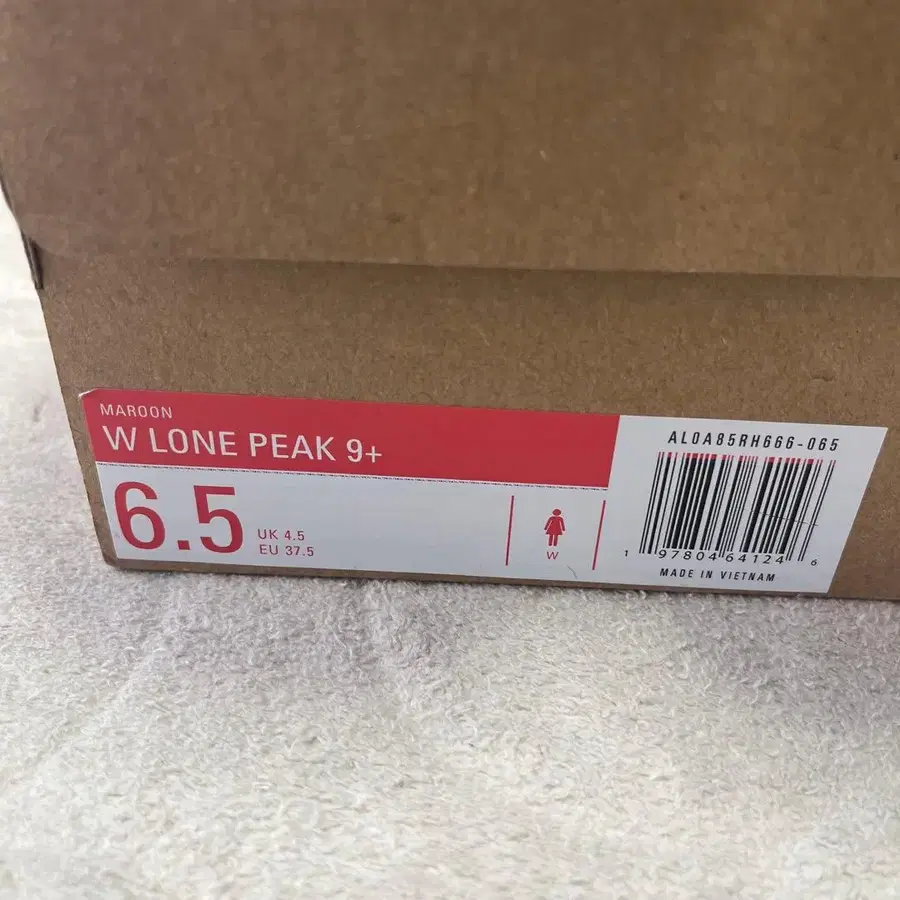 MAROON
W LONE PEAK 9+
6.5
UK 4.5
EU 37.5
W
AL0A85RH666-065
1 97804 64124 6
MADE IN VIETNAM